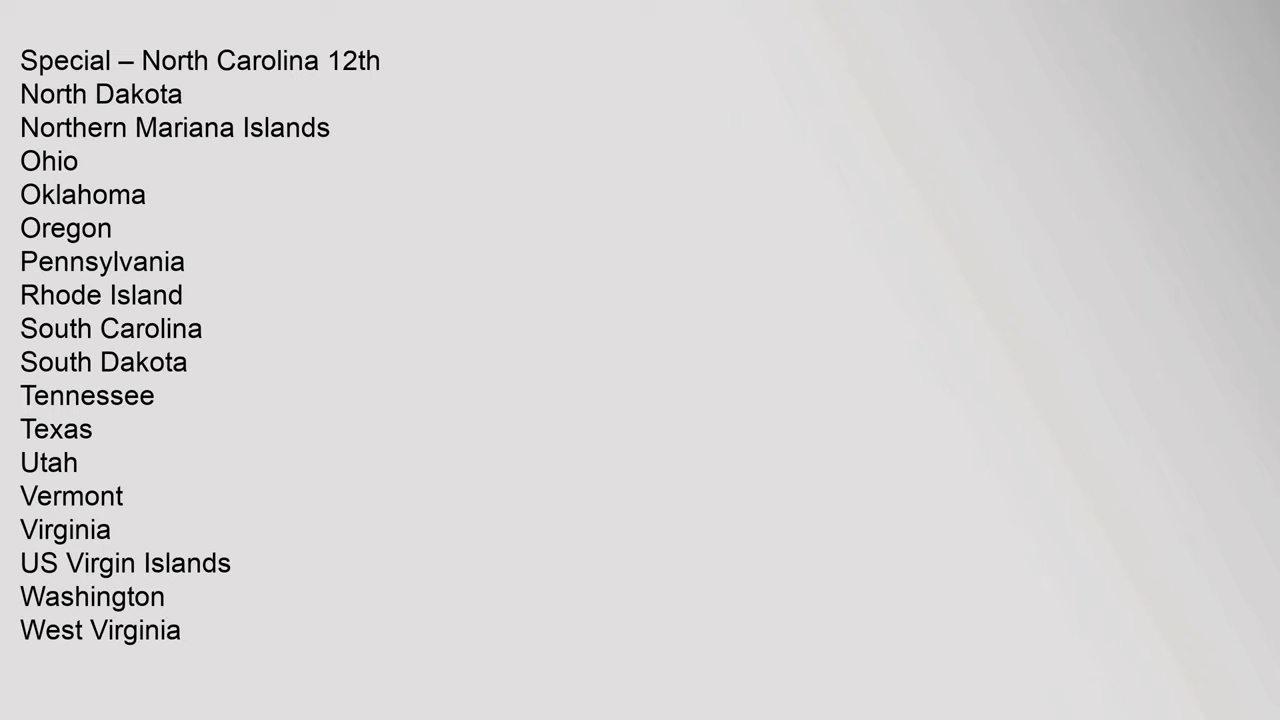 Special – North Carolina 12th
North Dakota
Northern Mariana Islands
Ohio
Oklahoma
Oregon
Pennsylvania
Rhode Island
South Carolina
South Dakota
Tennessee
Texas
Utah
Vermont
Virginia
US Virgin Islands
Washington
West Virginia